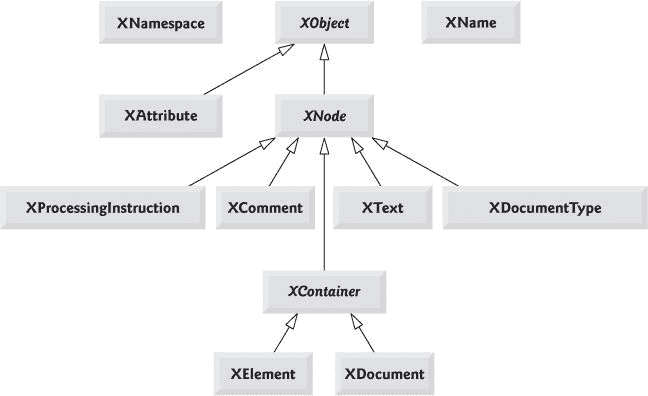 XNamespace
XObject
XName
XAttribute
XNode
XProcessingInstruction
XComment
XText
XDocumentType
XContainer
XElement
XDocument